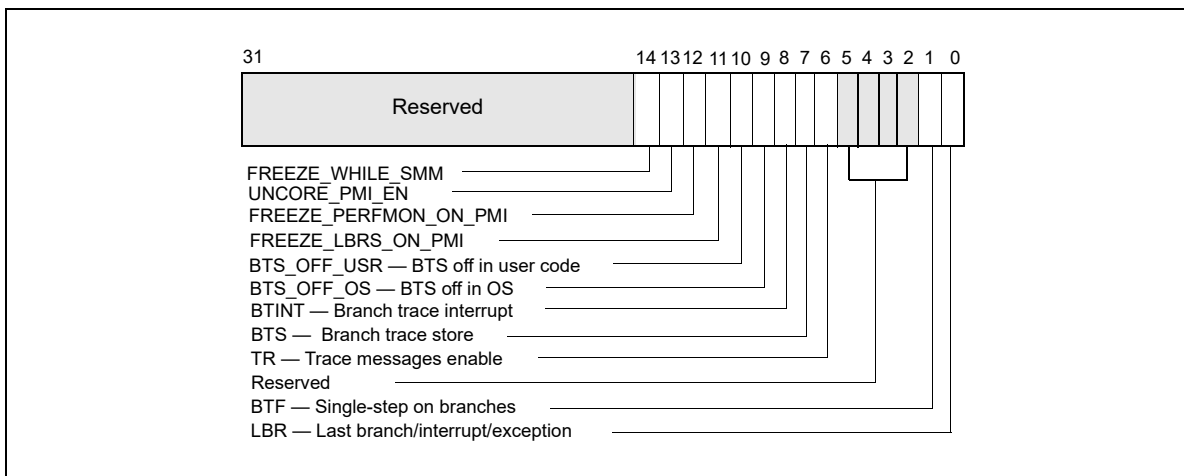 31 14 13 12 11 10 9 8 7 6 5 4 3 2 1 0
Reserved
FREEZE_WHILE_SMM
UNCORE_PMI_EN
FREEZE_PERFMON_ON_PMI
FREEZE_LBRS_ON_PMI
BTS_OFF_USR — BTS off in user code
BTS_OFF_OS — BTS off in OS
BTINT — Branch trace interrupt
BTS — Branch trace store
TR — Trace messages enable
Reserved
BTF — Single-step on branches
LBR — Last branch/interrupt/exception